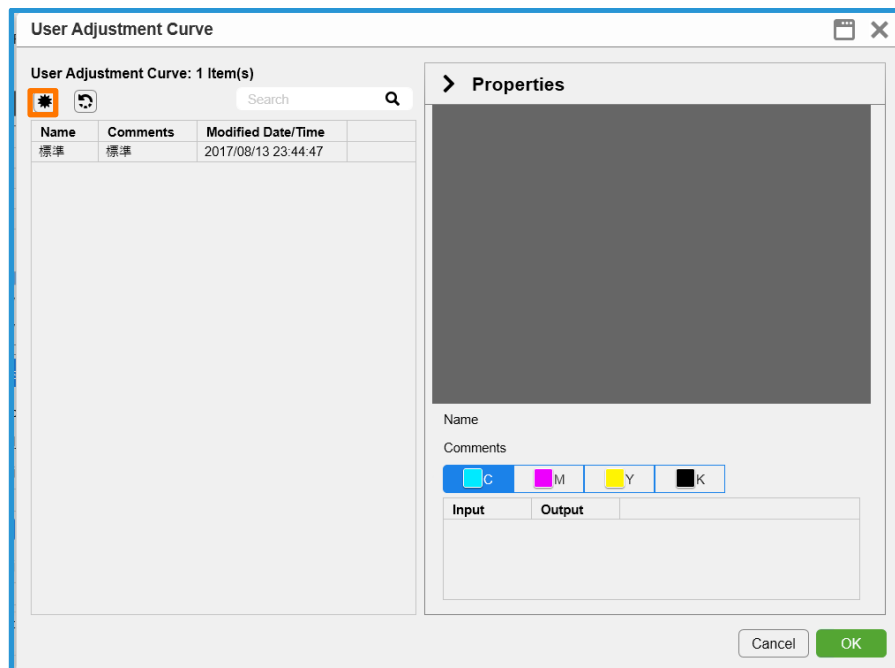 User Adjustment Curve
User Adjustment Curve: 1 Item(s)
Search
Name Comments Modified Date/Time
標準 標準 2017/08/13 23:44:47
Properties
Name
Comments
C M Y K
Input Output
Cancel OK